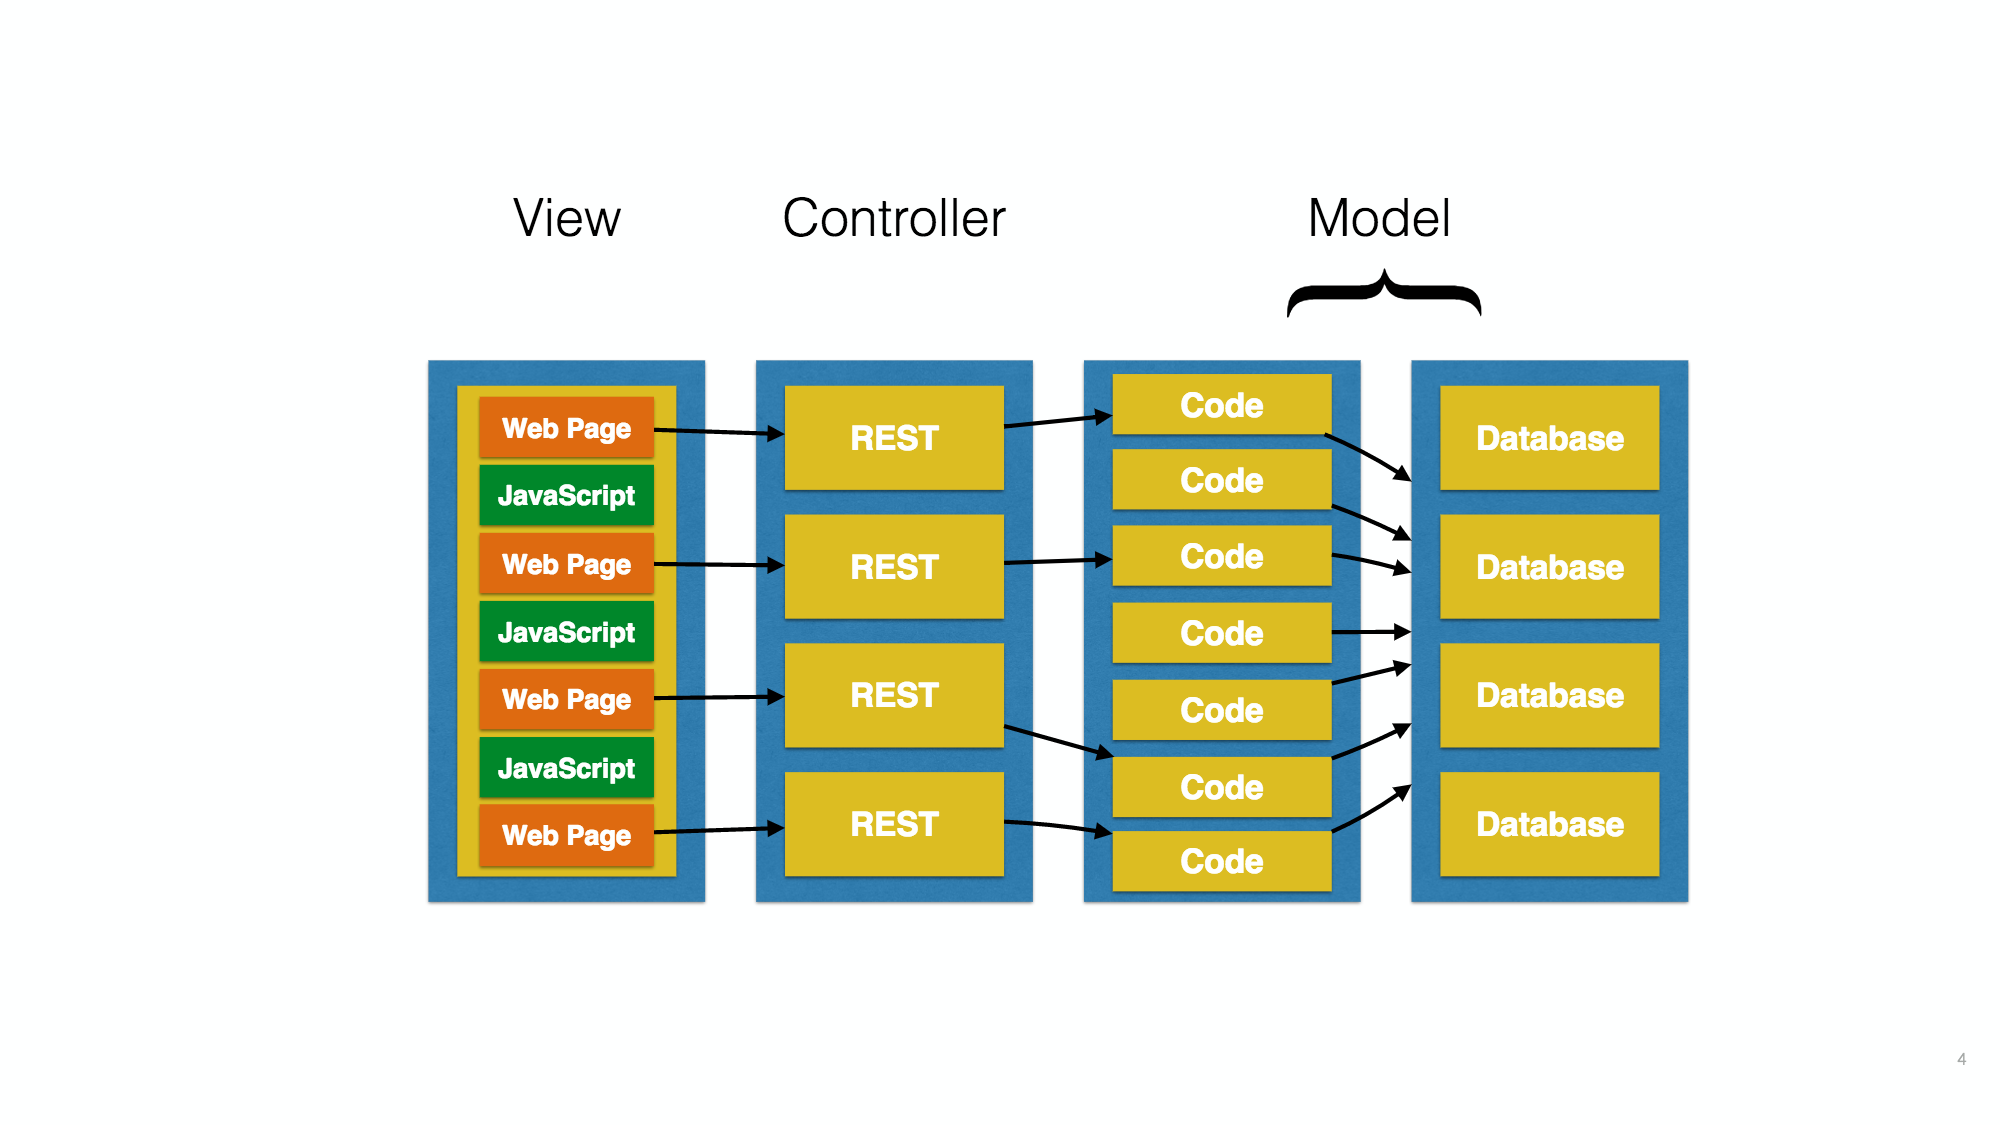 View
Controller
Model
Web Page
JavaScript
Web Page
JavaScript
Web Page
JavaScript
Web Page
REST
REST
REST
REST
Code
Code
Code
Code
Code
Code
Code
Database
Database
Database
Database
4